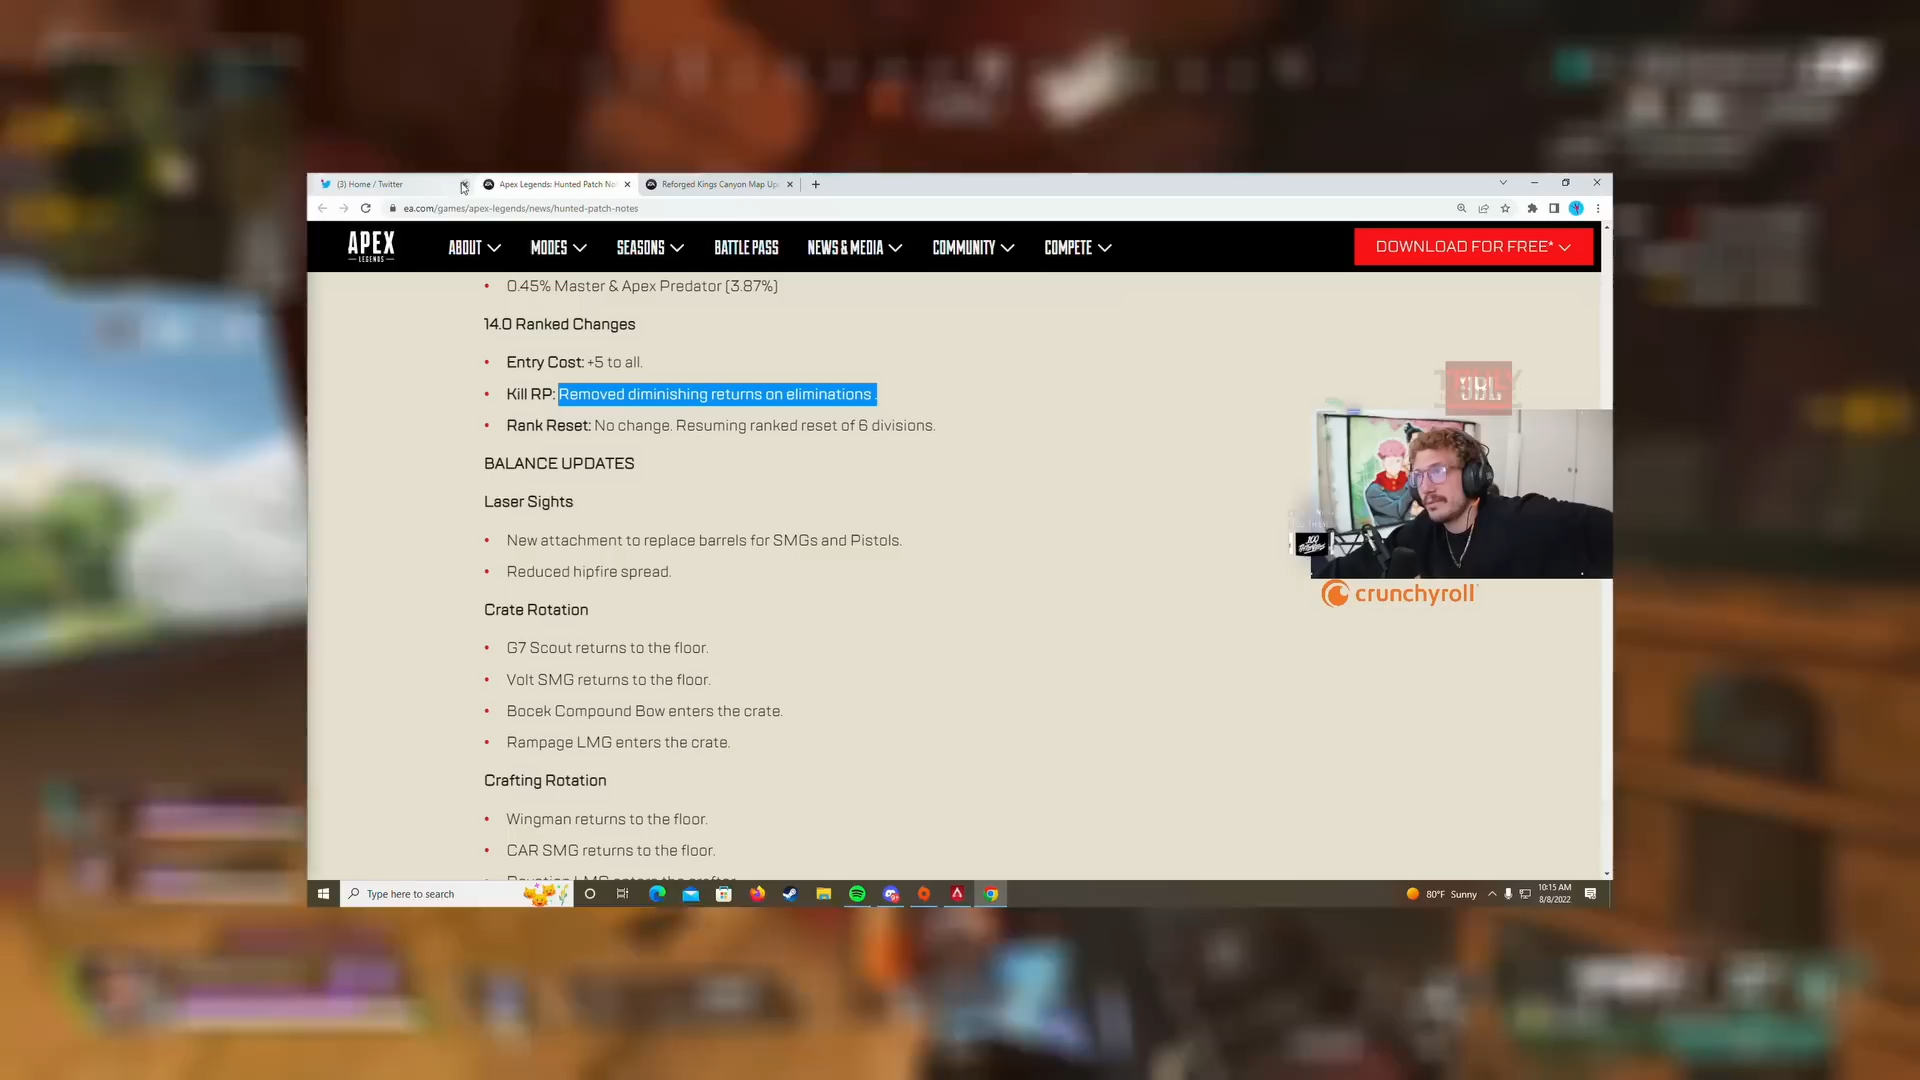 (3) Home / Twitter
Apex Legends: Hunted Patch No
Reforged Kings Canyon Map Up
ea.com/games/apex-legends/news/hunted-patch-notes
APEX
LEGENDS
ABOUT
MODES
SEASONS
BATTLE PASS
NEWS & MEDIA
COMMUNITY
COMPETE
DOWNLOAD FOR FREE*
• 0.45% Master & Apex Predator (3.87%)
14.0 Ranked Changes
• Entry Cost: +5 to all.
• Kill RP: Removed diminishing returns on eliminations .
• Rank Reset: No change. Resuming ranked reset of 6 divisions.
BALANCE UPDATES
Laser Sights
• New attachment to replace barrels for SMGs and Pistols.
• Reduced hipfire spread.
Crate Rotation
• G7 Scout returns to the floor.
• Volt SMG returns to the floor.
• Bocek Compound Bow enters the crate.
• Rampage LMG enters the crate.
Crafting Rotation
• Wingman returns to the floor.
• CAR SMG returns to the floor.
JBL
100
crunchyroll
Type here to search
80°F Sunny
10:15 AM
8/8/2022